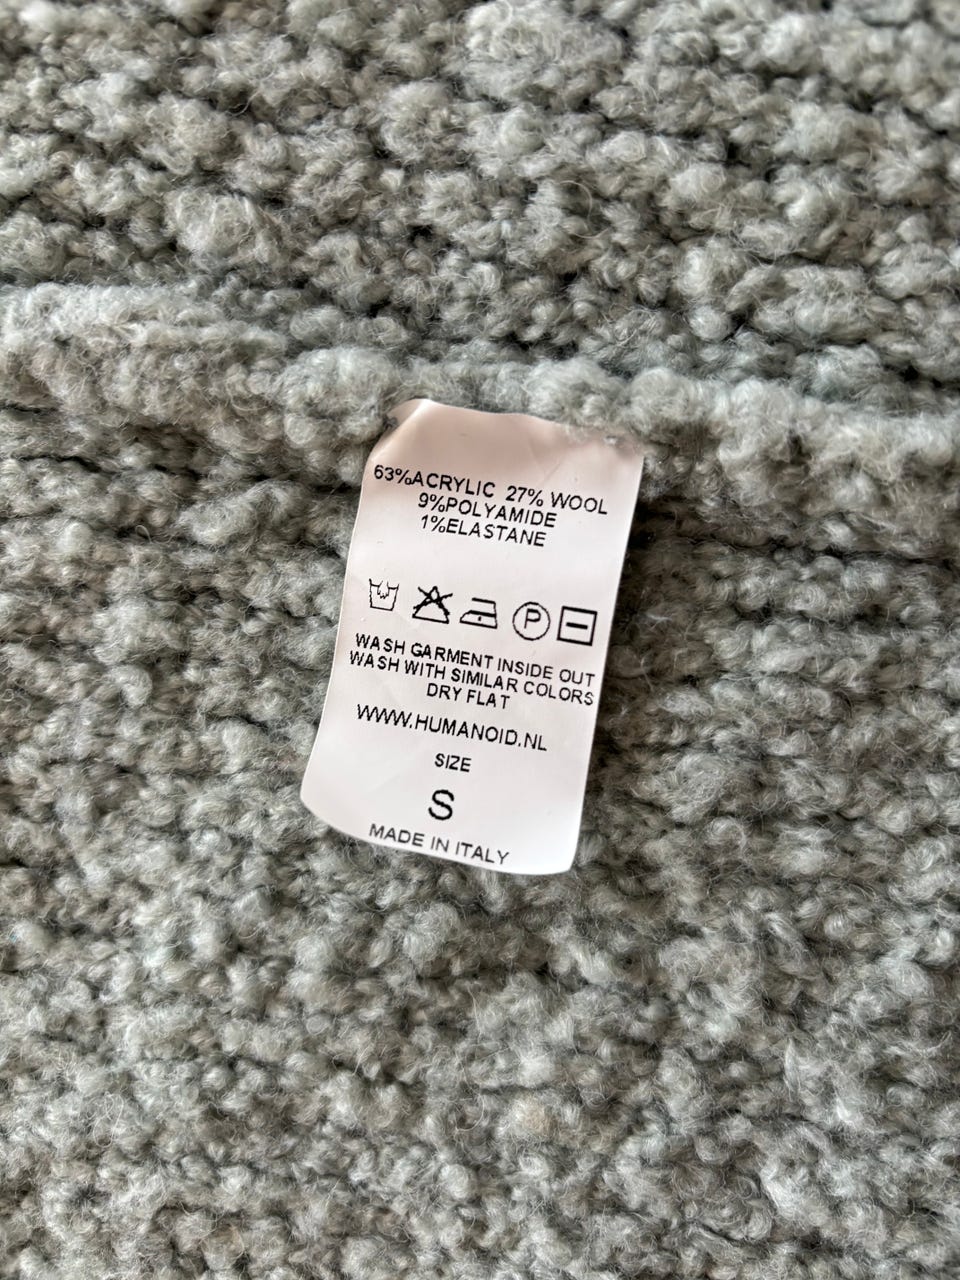 63%ACRYLIC 27% WOOL
9%POLYAMIDE
1%ELASTANE
P
WASH GARMENT INSIDE OUT
WASH WITH SIMILAR COLORS
DRY FLAT
WWW.HUMANOID.NL
SIZE
S
MADE IN ITALY